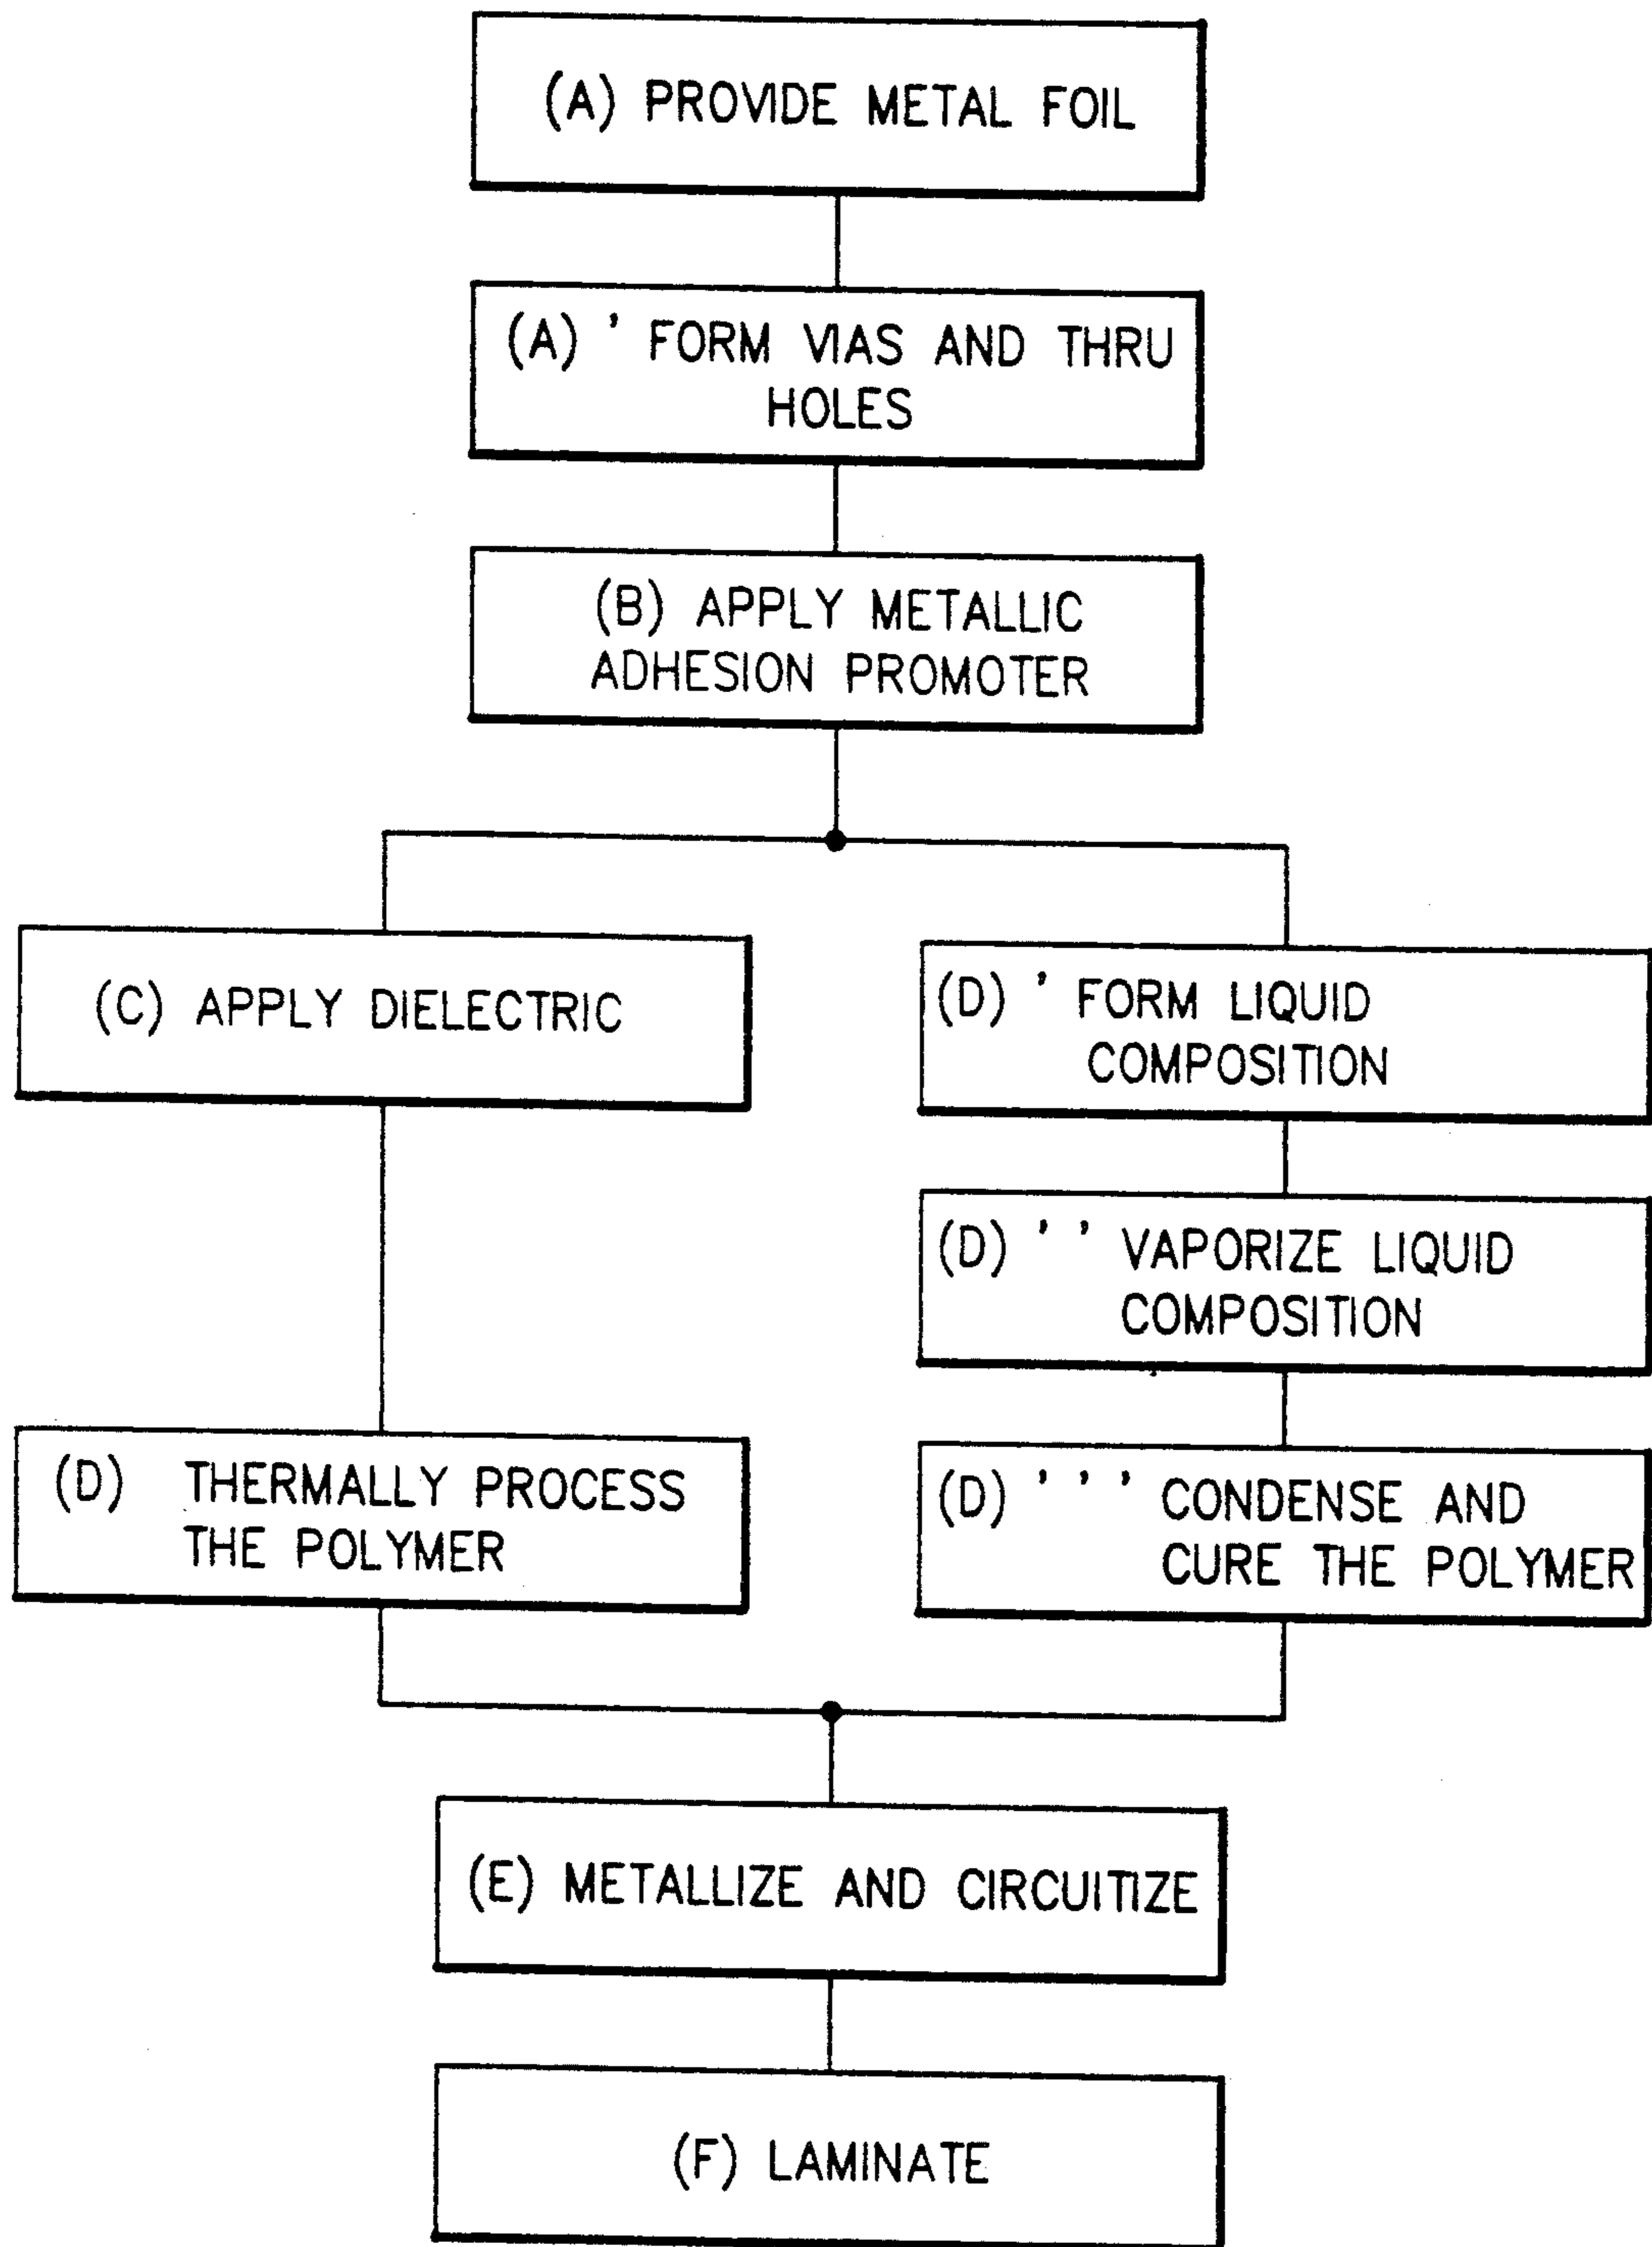 (A) PROVIDE METAL FOIL
(A) ' FORM VIAS AND THRU
HOLES
(B) APPLY METALLIC
ADHESION PROMOTER
(C) APPLY DIELECTRIC
(D) THERMALLY PROCESS
THE POLYMER
(D) ' FORM LIQUID
COMPOSITION
(D) ' ' VAPORIZE LIQUID
COMPOSITION
(D) ' ' ' CONDENSE AND
CURE THE POLYMER
(E) METALLIZE AND CIRCUITIZE
(F) LAMINATE